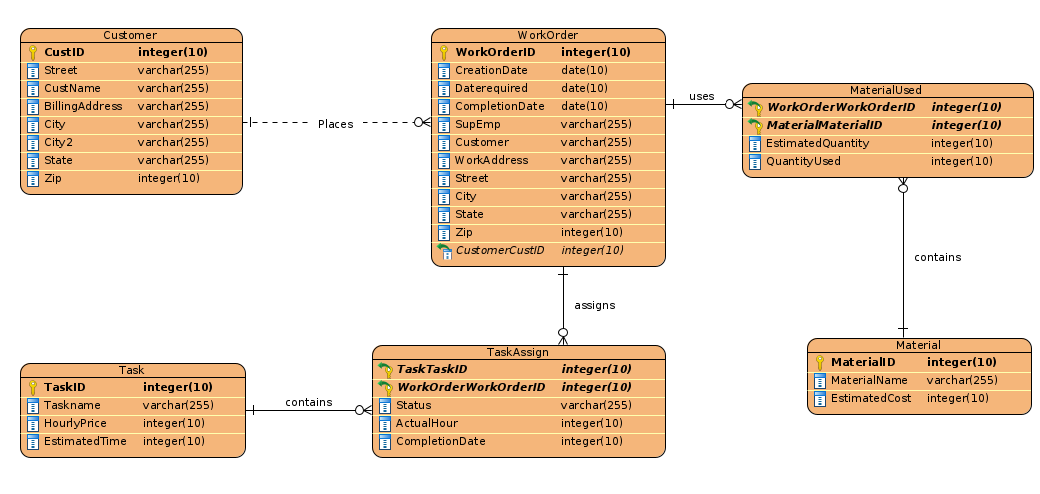 Customer
CustID integer(10)
Street varchar(255)
CustName varchar(255)
BillingAddress varchar(255)
City varchar(255)
City2 varchar(255)
State varchar(255)
Zip integer(10)
Places
WorkOrder
WorkOrderID integer(10)
CreationDate date(10)
Daterequired date(10)
CompletionDate date(10)
SupEmp varchar(255)
Customer varchar(255)
WorkAddress varchar(255)
Street varchar(255)
City varchar(255)
State varchar(255)
Zip integer(10)
CustomerCustID integer(10)
uses
MaterialUsed
WorkOrderWorkOrderID integer(10)
MaterialMaterialID integer(10)
EstimatedQuantity integer(10)
QuantityUsed integer(10)
contains
assigns
Task
TaskID integer(10)
Taskname varchar(255)
HourlyPrice integer(10)
EstimatedTime integer(10)
contains
TaskAssign
TaskTaskID integer(10)
WorkOrderWorkOrderID integer(10)
Status varchar(255)
ActualHour integer(10)
CompletionDate integer(10)
Material
MaterialID integer(10)
MaterialName varchar(255)
EstimatedCost integer(10)